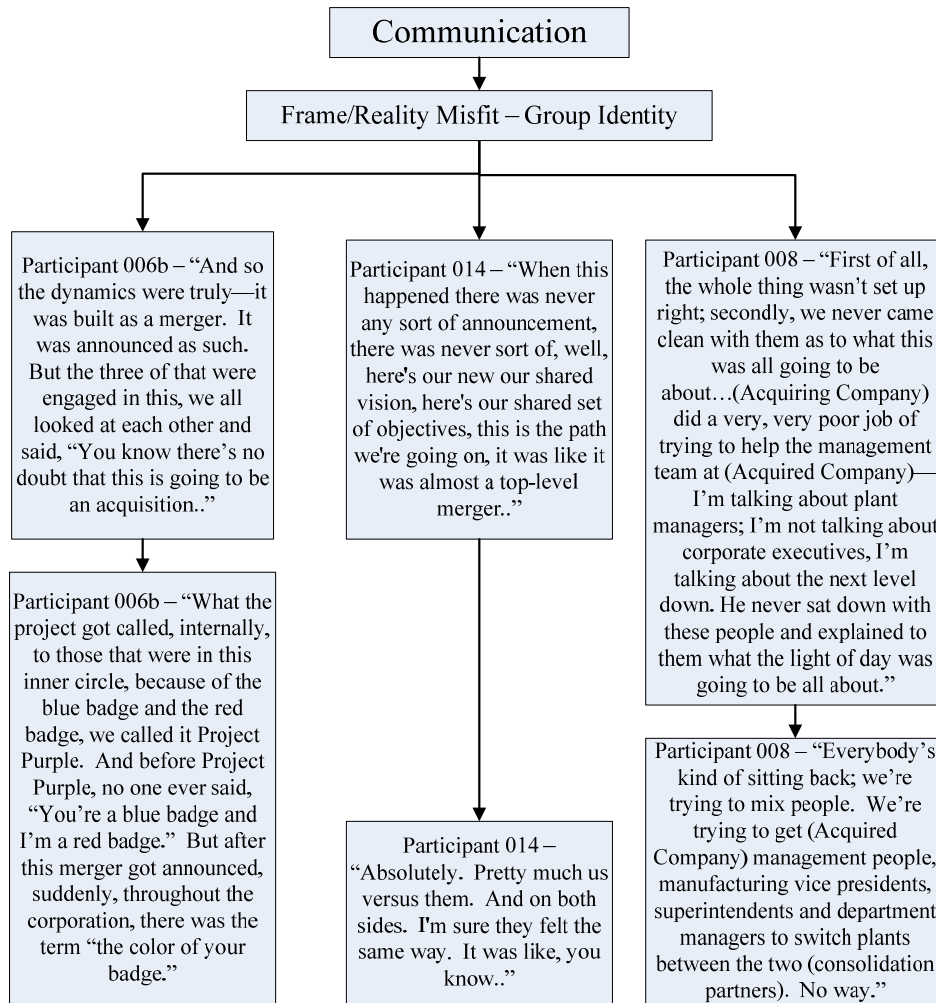 Communication
Frame/Reality Misfit – Group Identity
Participant 006b – “And so
the dynamics were truly—it
was built as a merger.  It
was announced as such.
But the three of that were
engaged in this, we all
looked at each other and
said, “You know there’s no
doubt that this is going to be
an acquisition..”
Participant 006b – “What the
project got called, internally,
to those that were in this
inner circle, because of the
blue badge and the red
badge, we called it Project
Purple.  And before Project
Purple, no one ever said,
“You’re a blue badge and
I’m a red badge.”  But after
this merger got announced,
suddenly, throughout the
corporation, there was the
term “the color of your
badge.”
Participant 014 – “When this
happened there was never
any sort of announcement,
there was never sort of, well,
here's our new our shared
vision, here's our shared set
of objectives, this is the path
we're going on, it was like it
was almost a top-level
merger..”
Participant 014 –
“Absolutely.  Pretty much us
versus them.  And on both
sides.  I'm sure they felt the
same way.  It was like, you
know..”
Participant 008 – “First of all,
the whole thing wasn’t set up
right; secondly, we never came
clean with them as to what this
was all going to be
about…(Acquiring Company)
did a very, very poor job of
trying to help the management
team at (Acquired Company)—
I’m talking about plant
managers; I’m not talking about
corporate executives, I’m
talking about the next level
down. He never sat down with
these people and explained to
them what the light of day was
going to be all about.”
Participant 008 – “Everybody’s
kind of sitting back; we’re
trying to mix people.  We’re
trying to get (Acquired
Company) management people,
manufacturing vice presidents,
superintendents and department
managers to switch plants
between the two (consolidation
partners).  No way.”